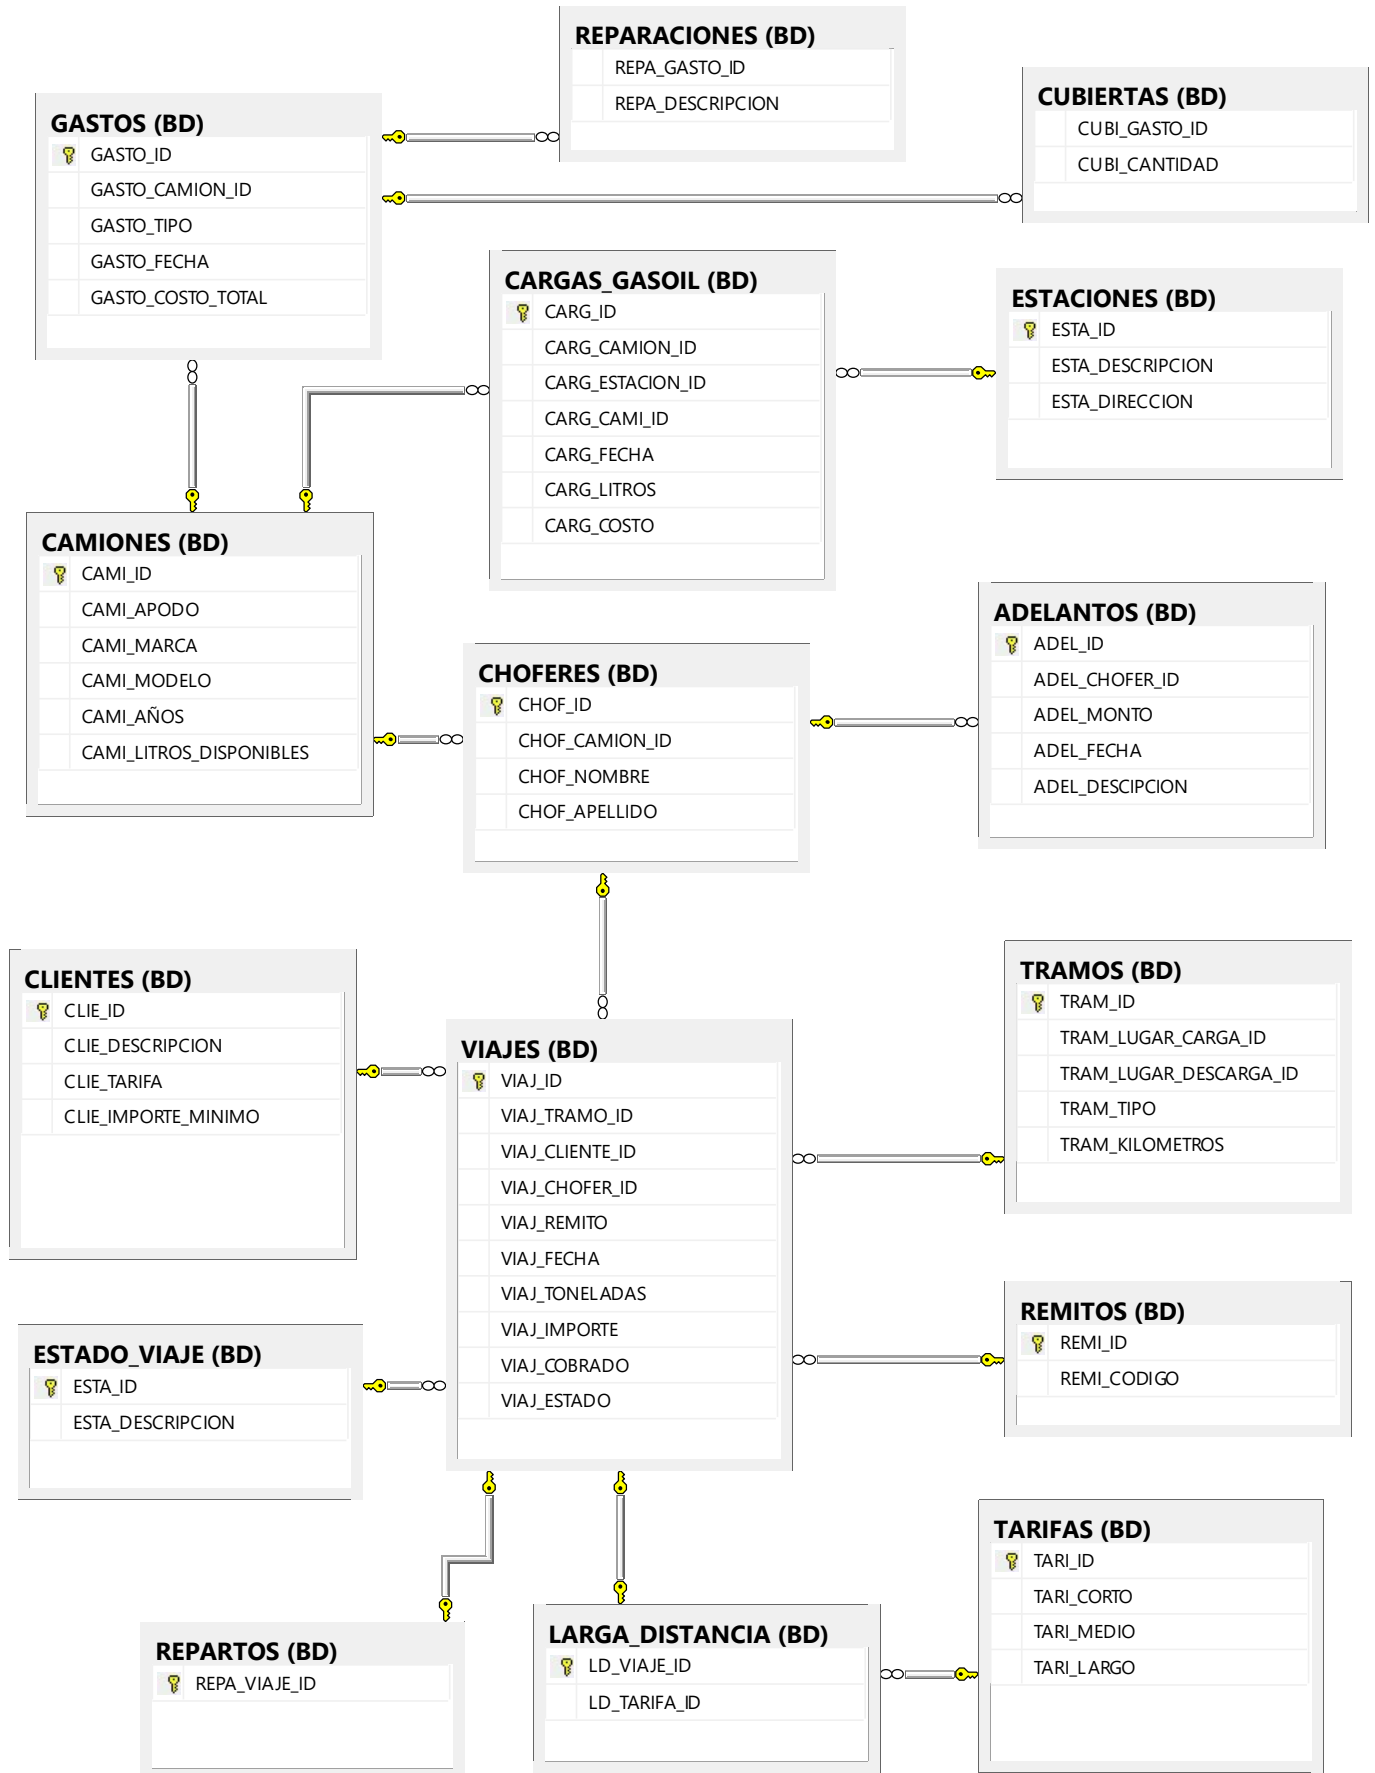 REPARACIONES (BD)
REPA_GASTO_ID
REPA_DESCRIPCION
CUBIERTAS (BD)
CUBI_GASTO_ID
CUBI_CANTIDAD
GASTOS (BD)
GASTO_ID
GASTO_CAMION_ID
GASTO_TIPO
GASTO_FECHA
GASTO_COSTO_TOTAL
CARGAS_GASOIL (BD)
CARG_ID
CARG_CAMION_ID
CARG_ESTACION_ID
CARG_CAMI_ID
CARG_FECHA
CARG_LITROS
CARG_COSTO
ESTACIONES (BD)
ESTA_ID
ESTA_DESCRIPCION
ESTA_DIRECCION
CAMIONES (BD)
CAMI_ID
CAMI_APODO
CAMI_MARCA
CAMI_MODELO
CAMI_AÑOS
CAMI_LITROS_DISPONIBLES
CHOFERES (BD)
CHOF_ID
CHOF_CAMION_ID
CHOF_NOMBRE
CHOF_APELLIDO
ADELANTOS (BD)
ADEL_ID
ADEL_CHOFER_ID
ADEL_MONTO
ADEL_FECHA
ADEL_DESCIPCION
CLIENTES (BD)
CLIE_ID
CLIE_DESCRIPCION
CLIE_TARIFA
CLIE_IMPORTE_MINIMO
VIAJES (BD)
VIAJ_ID
VIAJ_TRAMO_ID
VIAJ_CLIENTE_ID
VIAJ_CHOFER_ID
VIAJ_REMITO
VIAJ_FECHA
VIAJ_TONELADAS
VIAJ_IMPORTE
VIAJ_COBRADO
VIAJ_ESTADO
TRAMOS (BD)
TRAM_ID
TRAM_LUGAR_CARGA_ID
TRAM_LUGAR_DESCARGA_ID
TRAM_TIPO
TRAM_KILOMETROS
REMITOS (BD)
REMI_ID
REMI_CODIGO
ESTADO_VIAJE (BD)
ESTA_ID
ESTA_DESCRIPCION
TARIFAS (BD)
TARI_ID
TARI_CORTO
TARI_MEDIO
TARI_LARGO
REPARTOS (BD)
REPA_VIAJE_ID
LARGA_DISTANCIA (BD)
LD_VIAJE_ID
LD_TARIFA_ID